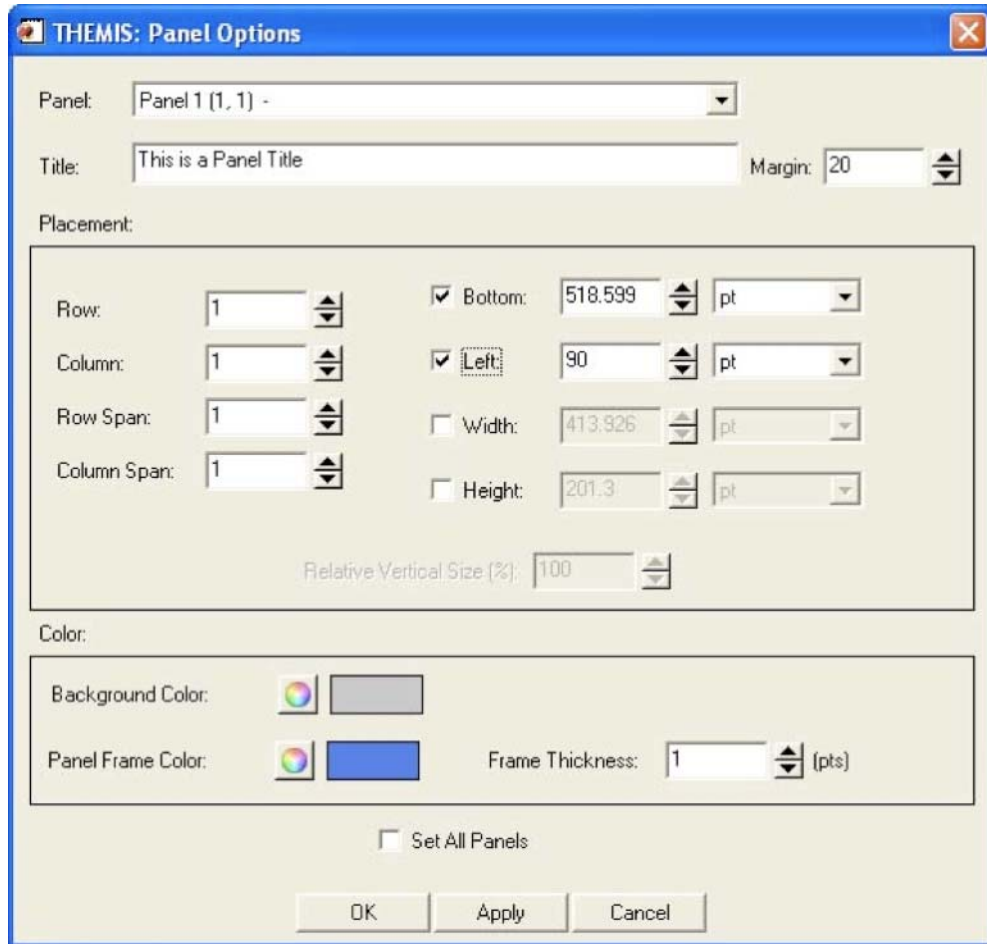 THEMIS: Panel Options
Panel: Panel 1 (1, 1) -
Title: This is a Panel Title Margin: 20
Placement:
Row: 1 Bottom: 518.599 pt
Column: 1 Left: 90 pt
Row Span: 1 Width: 413.926 pt
Column Span: 1 Height: 201.3 pt
Relative Vertical Size (%): 100
Color:
Background Color:
Panel Frame Color: Frame Thickness: 1 (pts)
Set All Panels
OK Apply Cancel